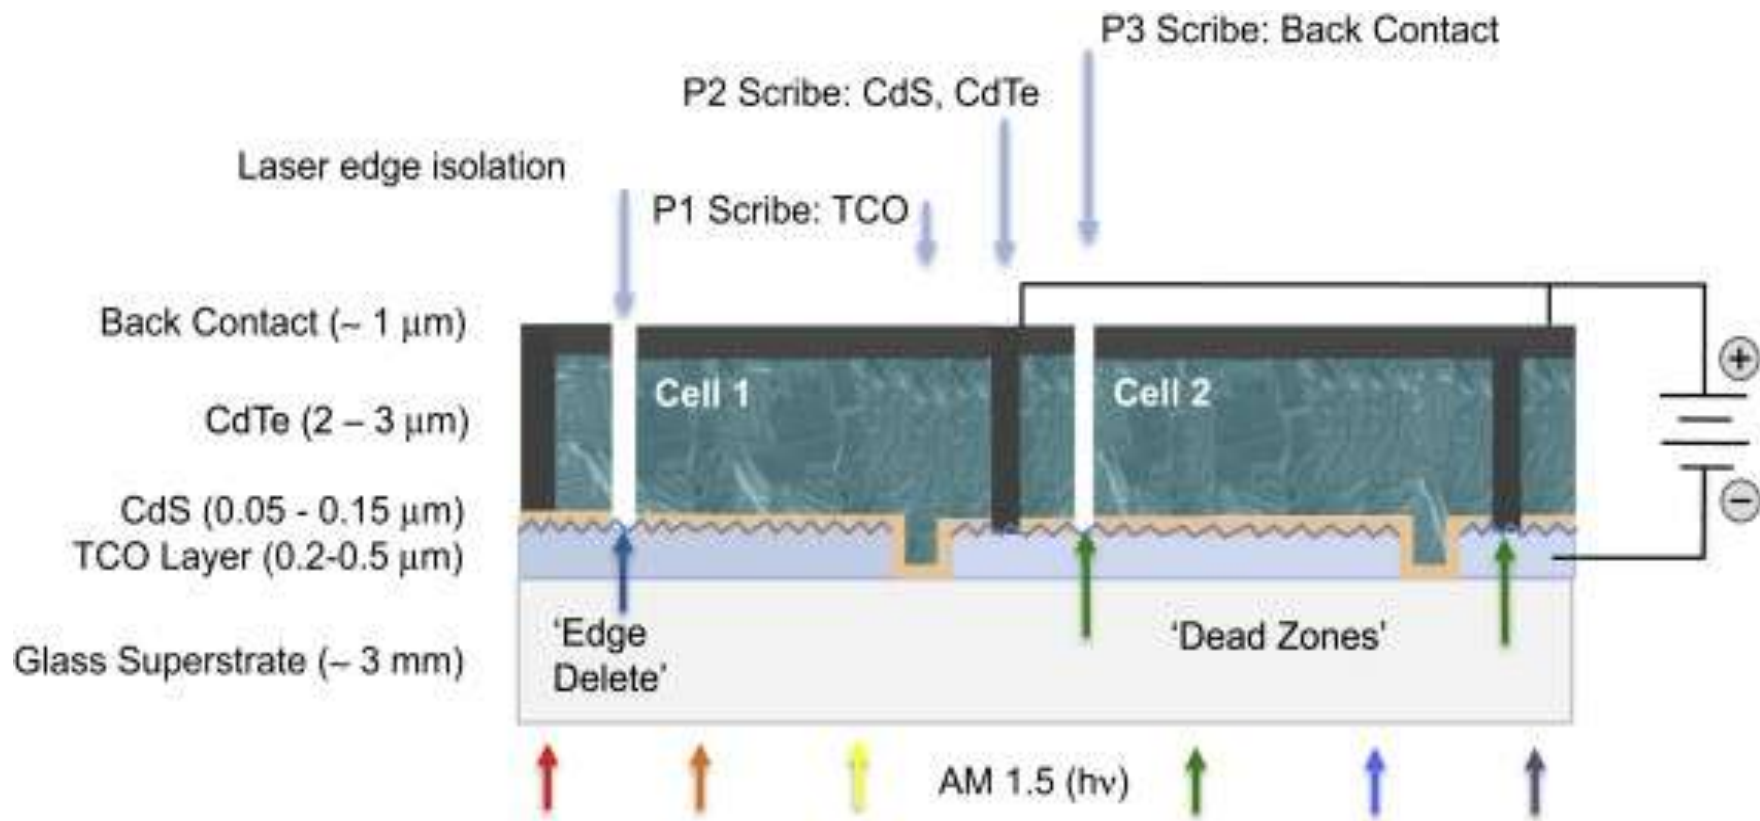 P3 Scribe: Back Contact
P2 Scribe: CdS, CdTe
Laser edge isolation
P1 Scribe: TCO
Back Contact (~ 1 μm)
CdTe (2 – 3 μm)
CdS (0.05 - 0.15 μm)
TCO Layer (0.2-0.5 μm)
Glass Superstrate (~ 3 mm)
Cell 1
Cell 2
+
−
'Edge
Delete'
'Dead Zones'
AM 1.5 (hν)